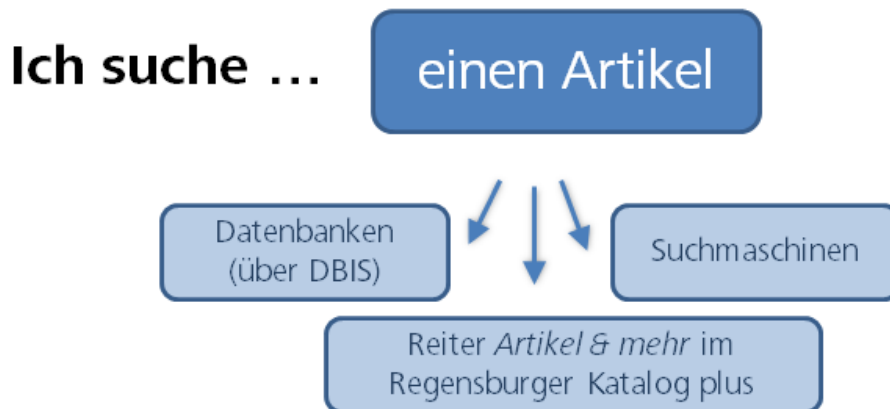 Ich suche ... einen Artikel
Datenbanken
(über DBIS)
Suchmaschinen
Reiter Artikel & mehr im
Regensburger Katalog plus